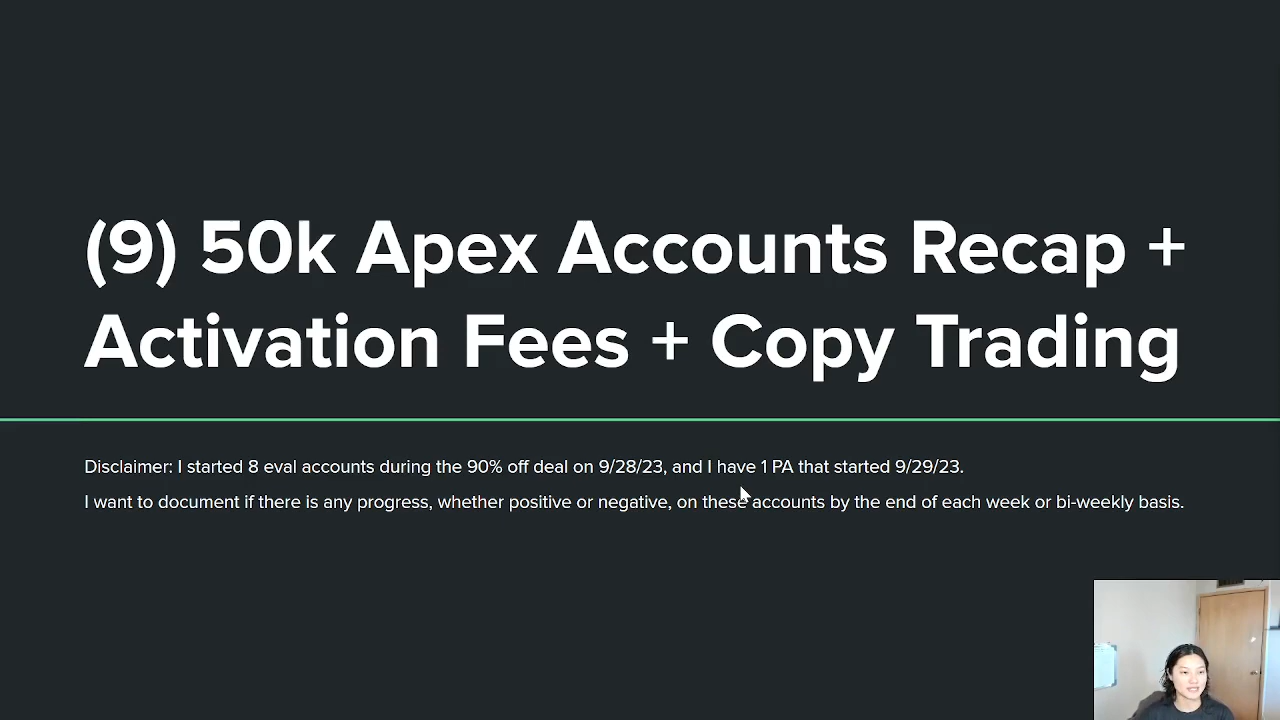 (9) 50k Apex Accounts Recap +
Activation Fees + Copy Trading
Disclaimer: I started 8 eval accounts during the 90% off deal on 9/28/23, and I have 1 PA that started 9/29/23.
I want to document if there is any progress, whether positive or negative, on these accounts by the end of each week or bi-weekly basis.